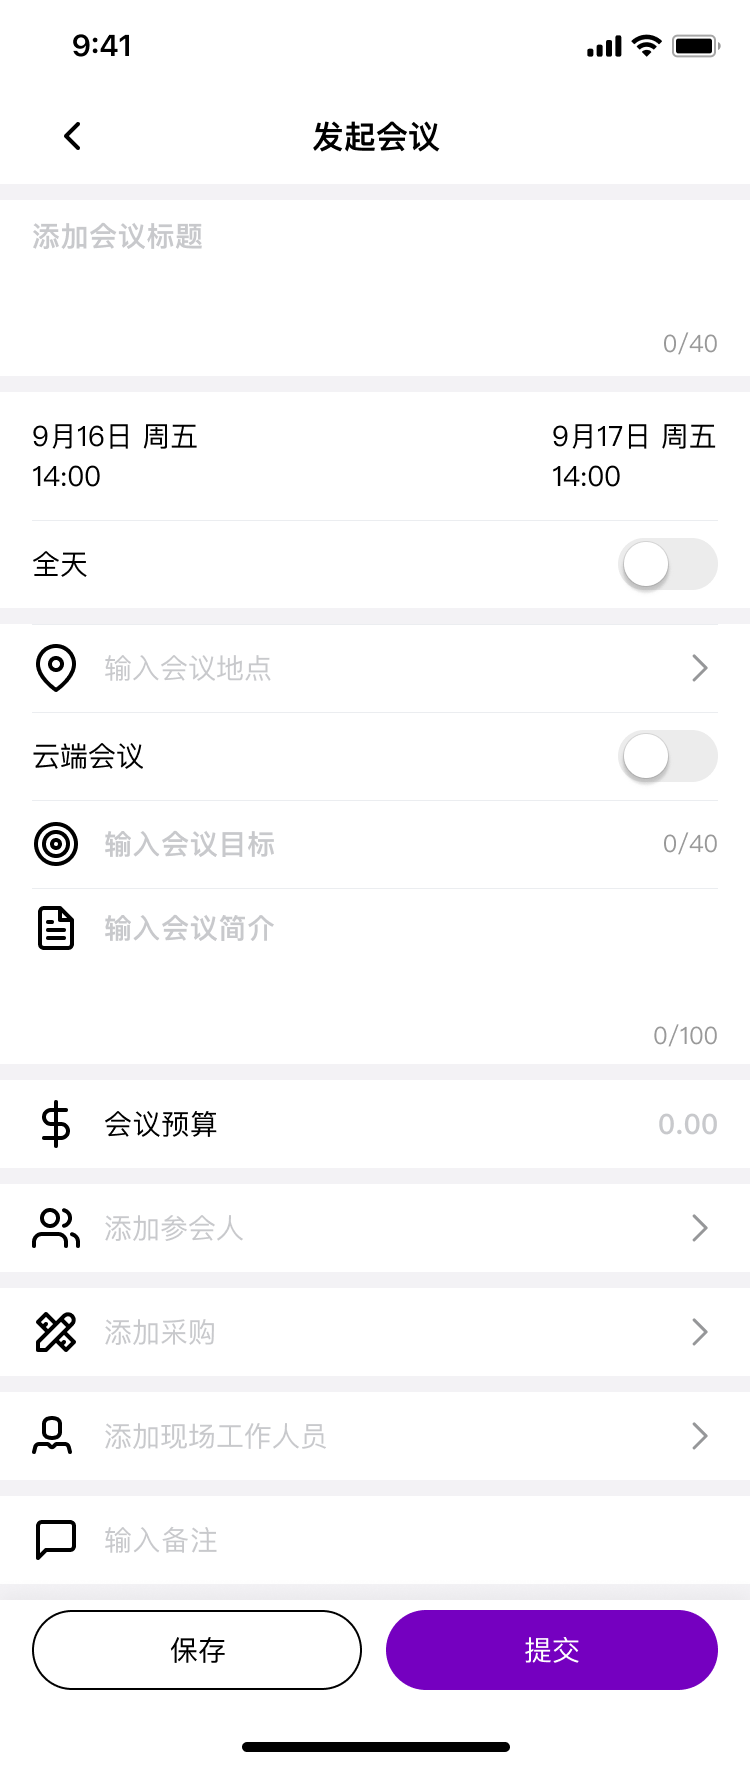 9:41
发起会议
添加会议标题
0/40
9月16日 周五
14:00
9月17日 周五
14:00
全天
输入会议地点
云端会议
输入会议目标
0/40
输入会议简介
0/100
会议预算
0.00
添加参会人
添加采购
添加现场工作人员
输入备注
保存
提交